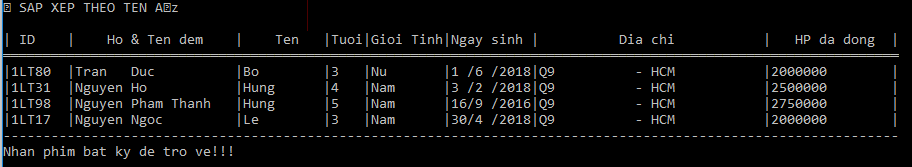 SAP XEP THEO TEN A z
| ID | Ho & Ten dem | Ten |Tuoi|Gioi Tinh|Ngay sinh | Dia chi | HP da dong |
|1LT80 |Tran Duc |Bo |3 |Nu |1 /6 /2018|Q9 - HCM |2000000 |
|1LT31 |Nguyen Ho |Hung |4 |Nam |3 /2 /2018|Q9 - HCM |2500000 |
|1LT98 |Nguyen Pham Thanh |Hung |5 |Nam |16/9 /2016|Q9 - HCM |2750000 |
|1LT17 |Nguyen Ngoc |Le |3 |Nam |30/4 /2018|Q9 - HCM |2000000 |
Nhan phim bat ky de tro ve!!!